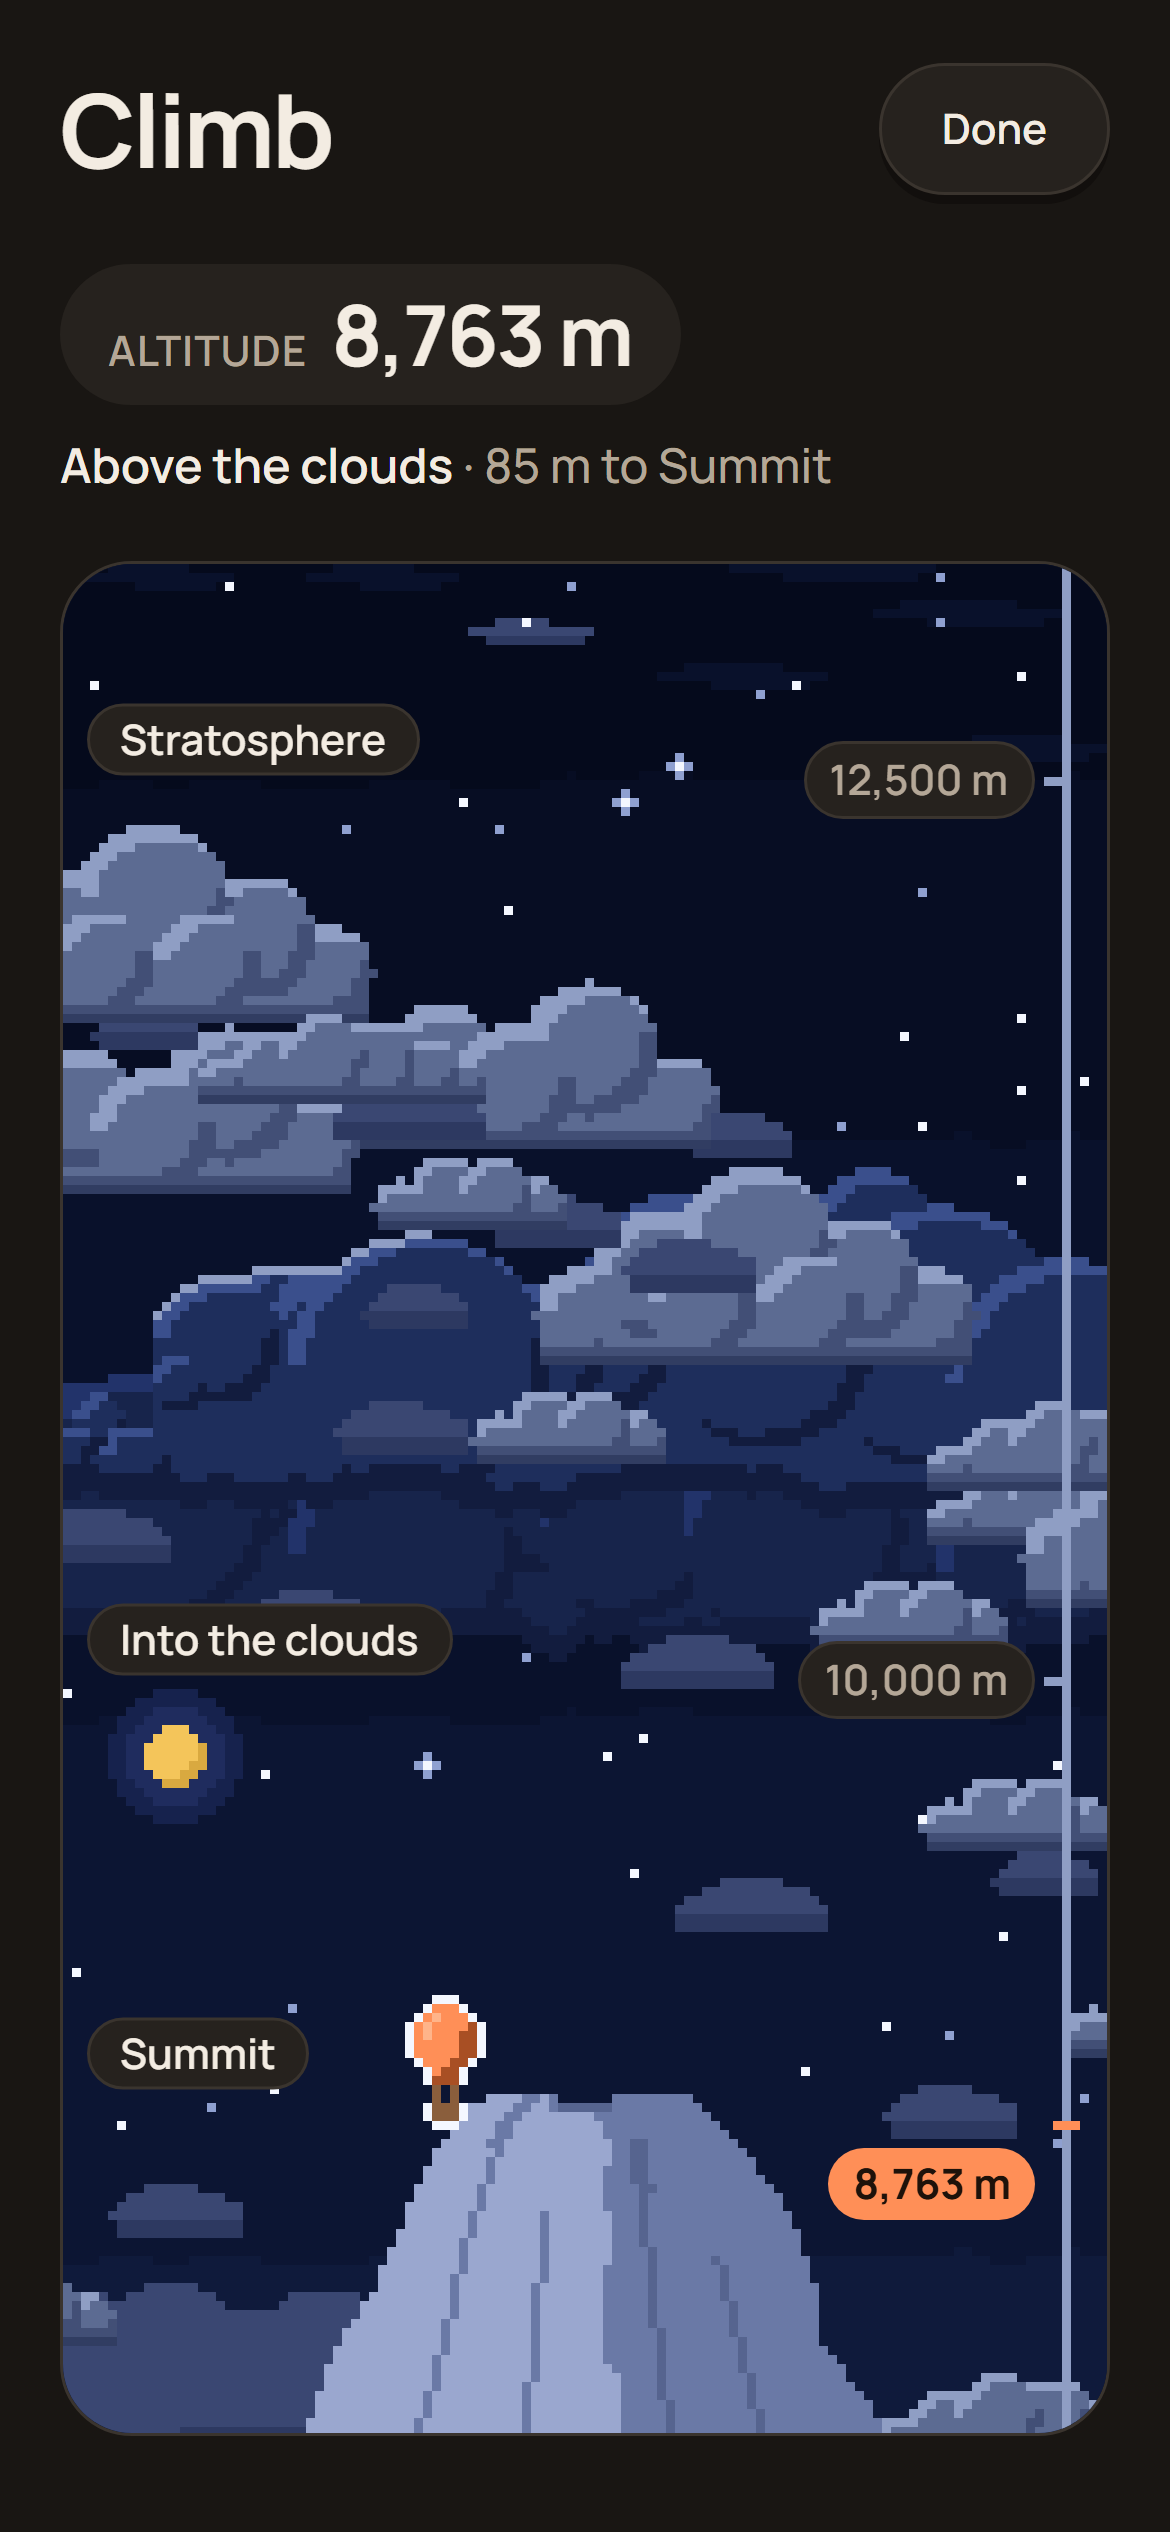 Climb
Done
ALTITUDE 8,763 m
Above the clouds · 85 m to Summit
Stratosphere
12,500 m
Into the clouds
10,000 m
Summit
8,763 m